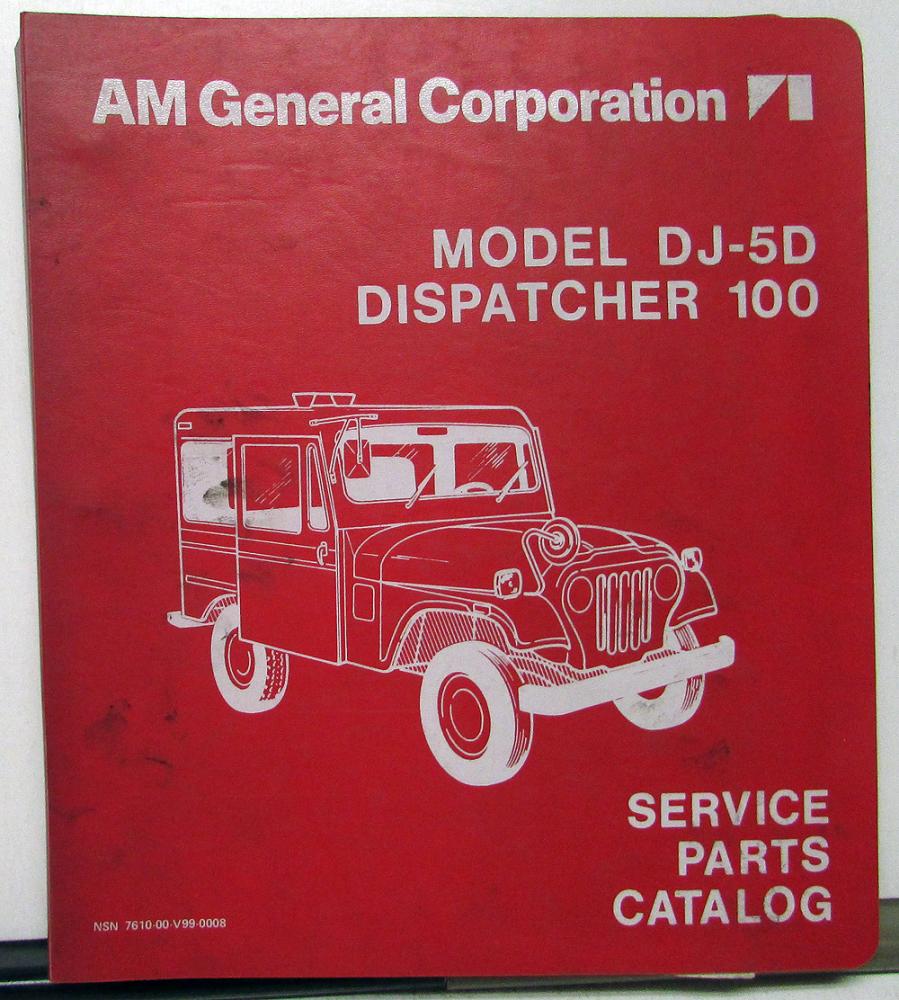 AM General Corporation
MODEL DJ-5D
DISPATCHER 100
SERVICE
PARTS
CATALOG
NSN 7610-00-V99-0008